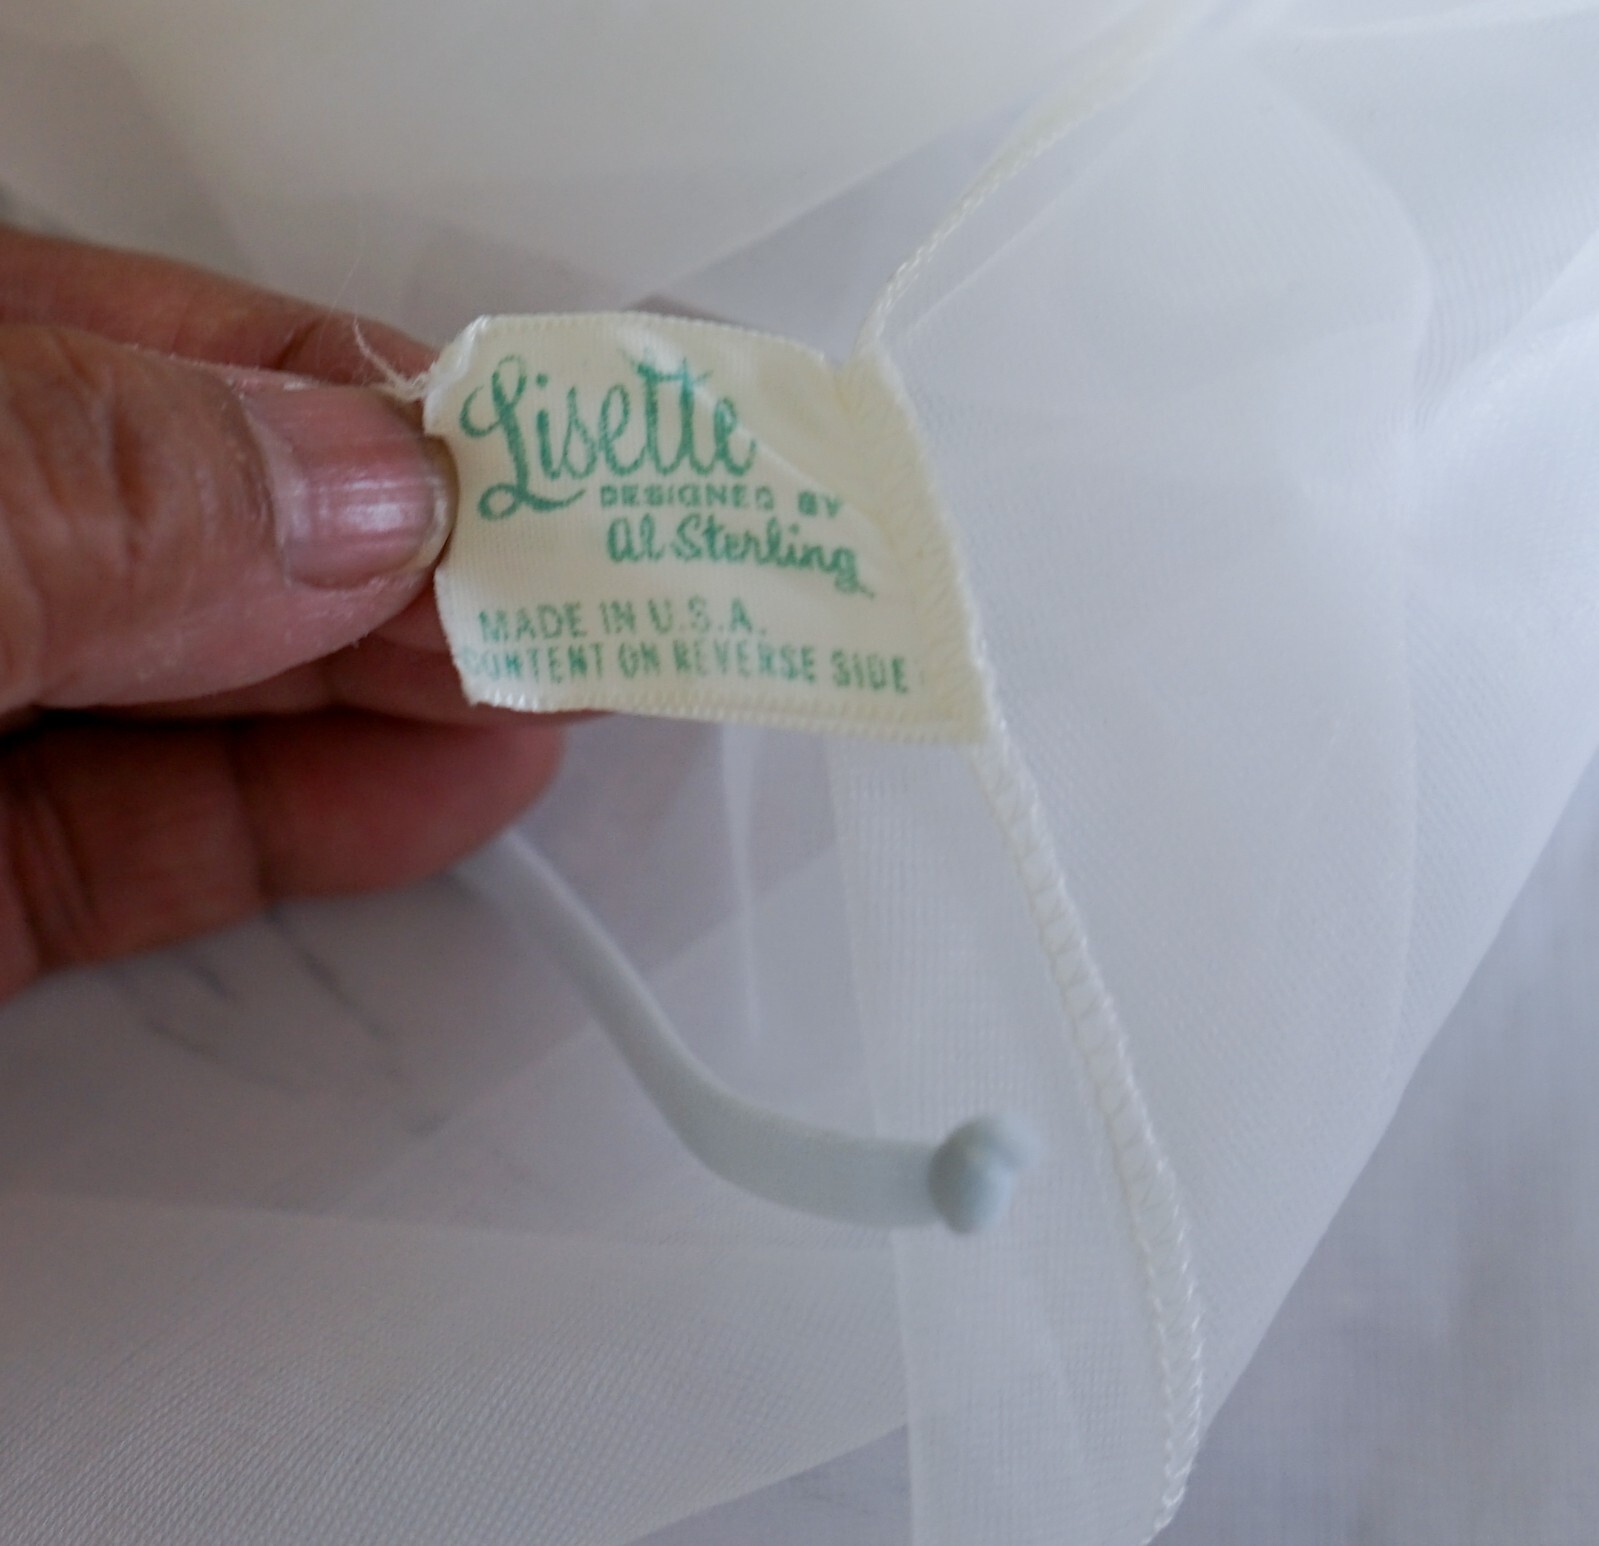 Lisette
DESIGNED BY
Al Sterling
MADE IN U.S.A.
CONTENT ON REVERSE SIDE